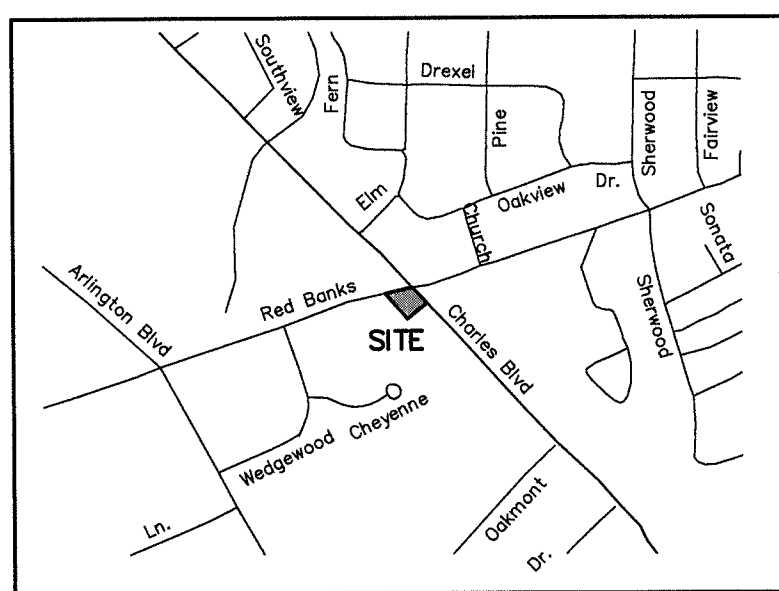 Southview
Fern
Drexel
Pine
Sherwood
Fairview
Elm
Church
Oakview
Dr.
Sonata
Arlington Blvd
Red Banks
Sherwood
SITE
Charles Blvd
Wedgewood
Cheyenne
Ln.
Oakmont
Dr.